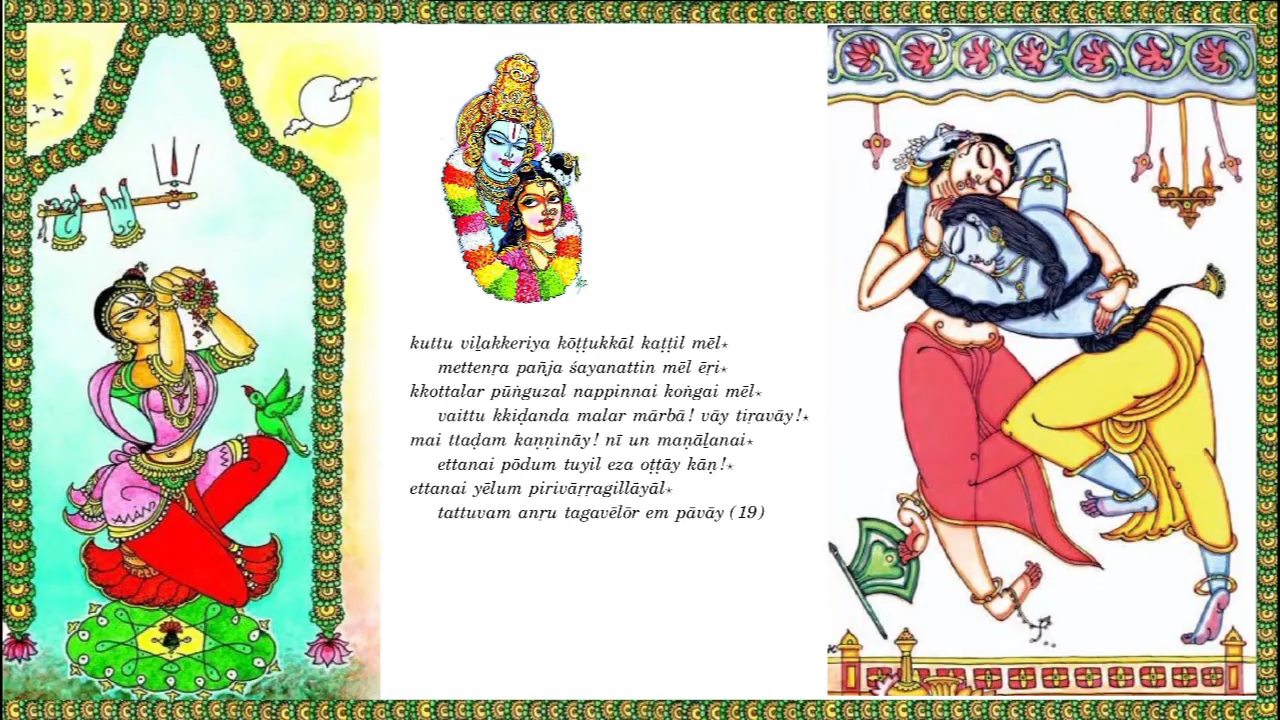 kuttu viḻakkeriya kōṭṭukkāl kaṭṭil mēl⋆
mettenṟa pañja śayanattin mēl ēṟi⋆
kkottalar pūṅguzal nappinnai koṅgai mēl⋆
vaittu kkiḍanda malar mārbā! vāy tiṟavāy!⋆
mai ttaḍam kaṇṇināy! nī un maṇāḻanai⋆
ettanai pōdum tuyil eza oṭṭāy kāṇ!⋆
ettanai yēlum pirivāṟṟagillāyāl⋆
tattuvam anṟu tagavēlōr em pāvāy (19)